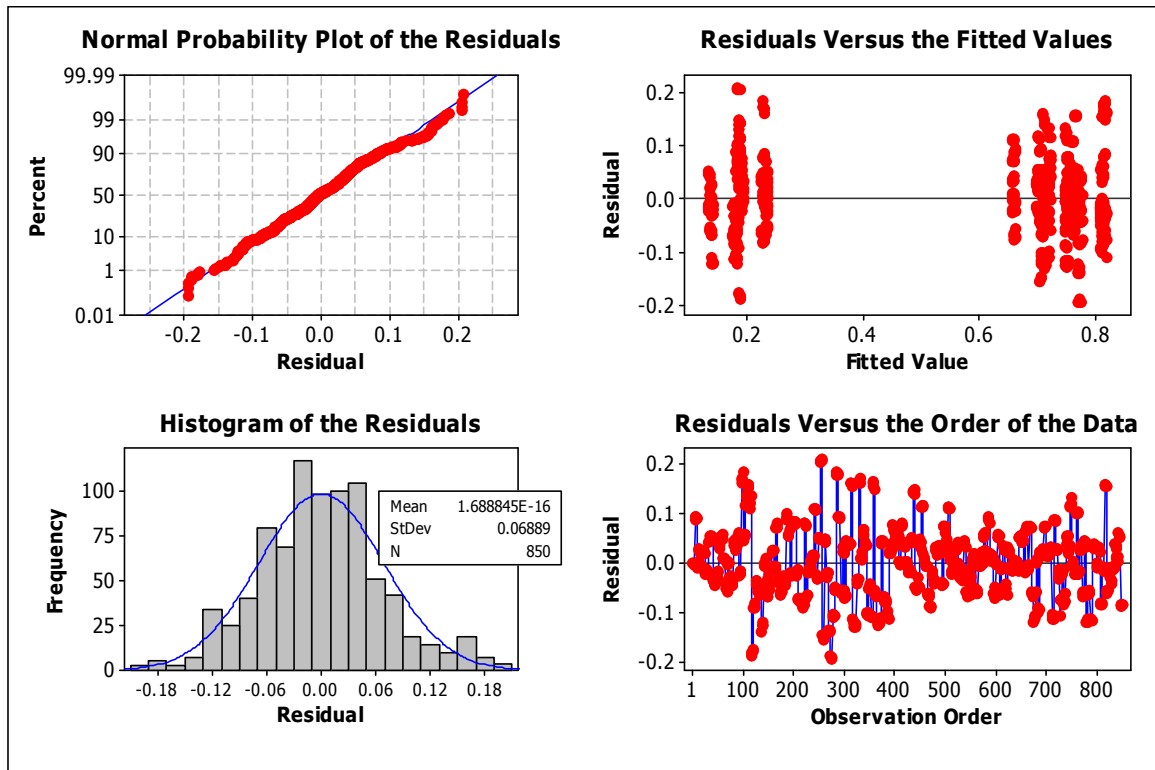 Normal Probability Plot of the Residuals
99.99
99
90
50
10
1
0.01
Percent
-0.2 -0.1 0.0 0.1 0.2
Residual
Residuals Versus the Fitted Values
0.2
0.1
0.0
-0.1
-0.2
Residual
0.2 0.4 0.6 0.8
Fitted Value
Histogram of the Residuals
100
75
50
25
0
Frequency
Mean 1.688845E-16
StDev 0.06889
N 850
-0.18 -0.12 -0.06 0.00 0.06 0.12 0.18
Residual
Residuals Versus the Order of the Data
0.2
0.1
0.0
-0.1
-0.2
Residual
1 100 200 300 400 500 600 700 800
Observation Order